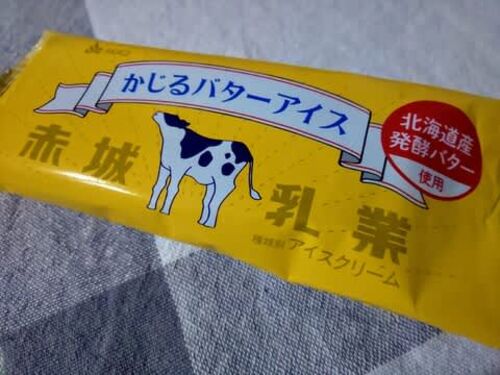 かじるバターアイス
北海道産
発酵バター
使用
赤城
乳業
種類別 アイスクリーム